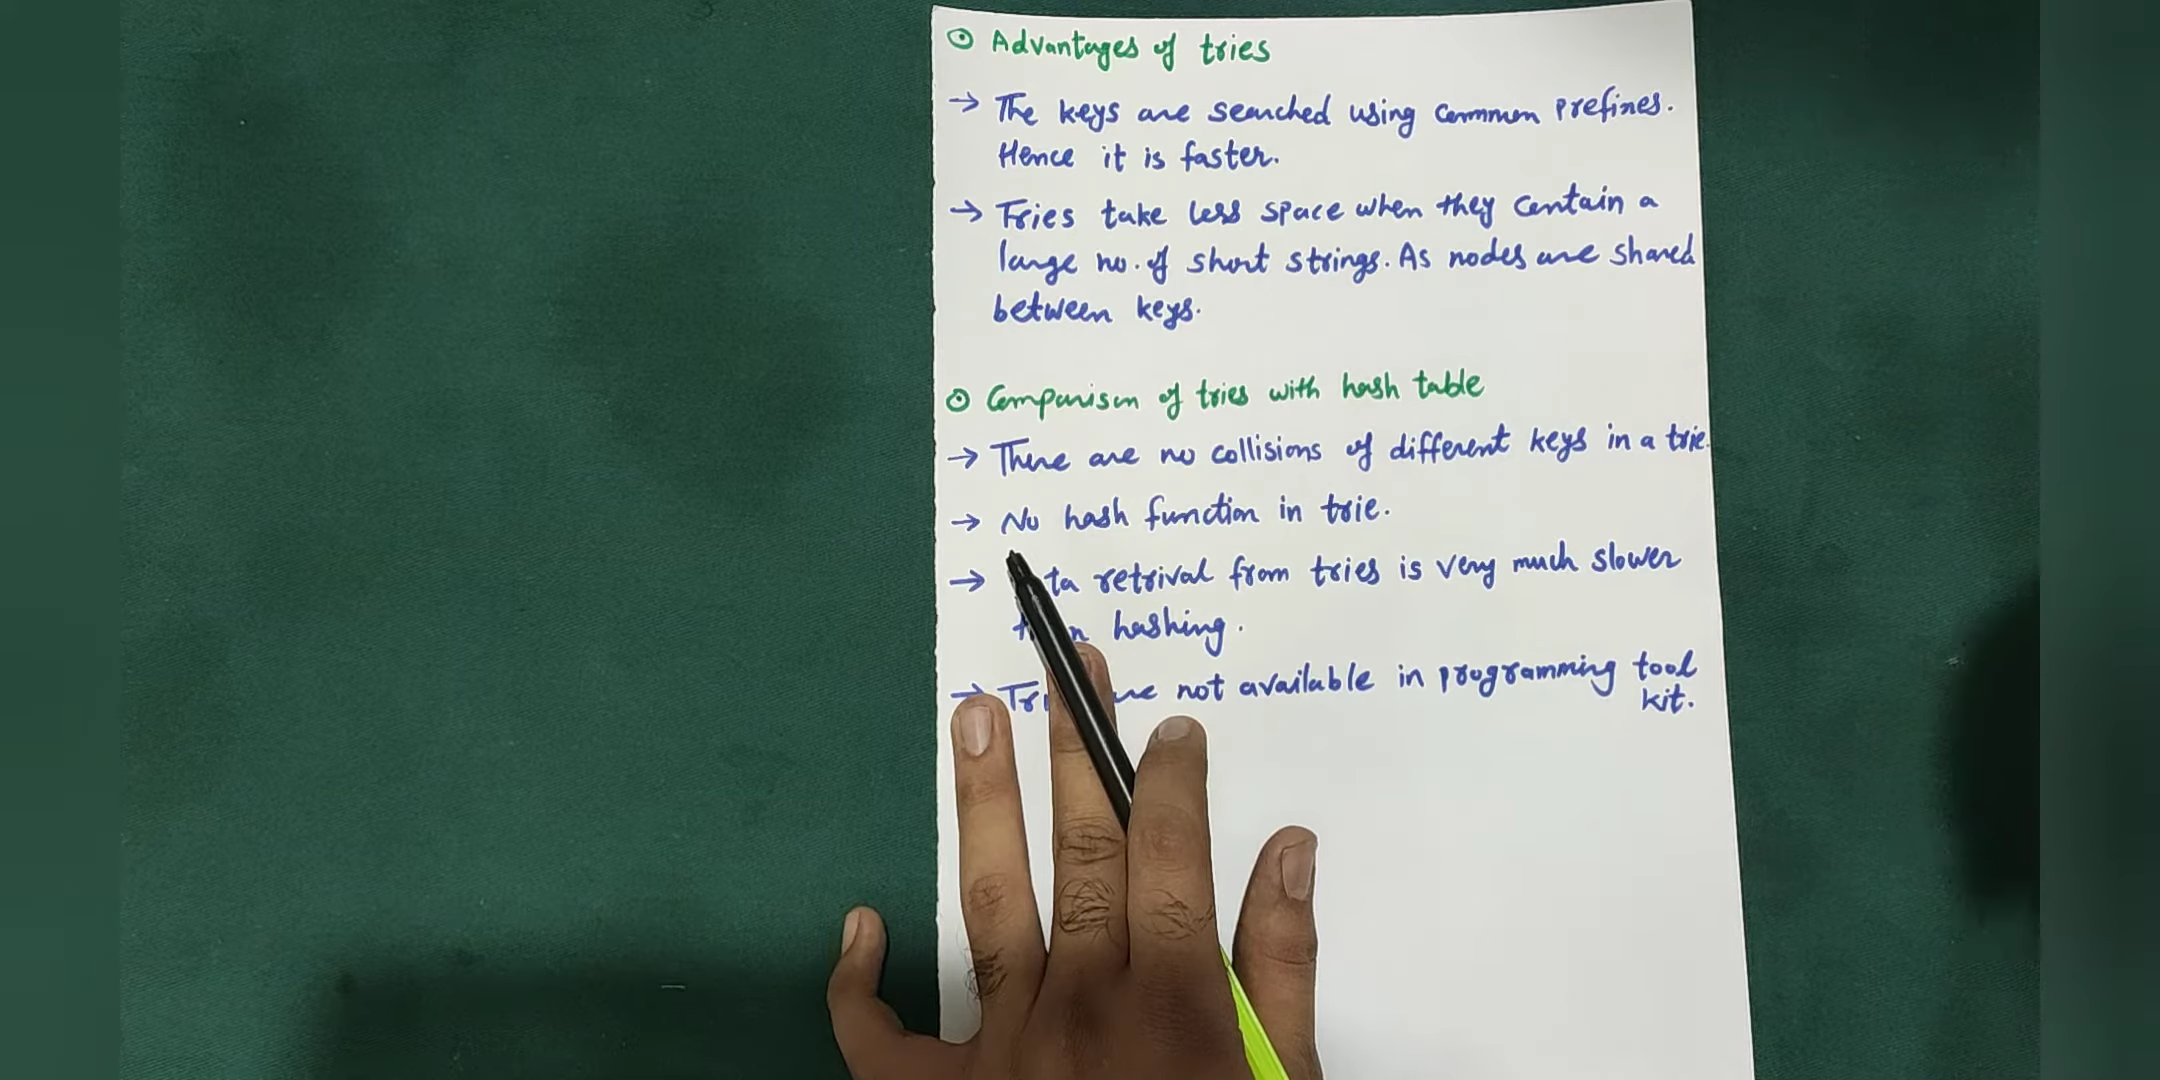 Advantages of tries
→ The keys are searched using common prefixes.
Hence it is faster.
→ Tries take less space when they contain a
large no. of short strings. As nodes are shared
between keys.
Comparison of tries with hash table
→ There are no collisions of different keys in a trie.
→ No hash function in trie.
→ ta retrival from tries is very much slower
hashing.
→ not available in programming tool
kit.